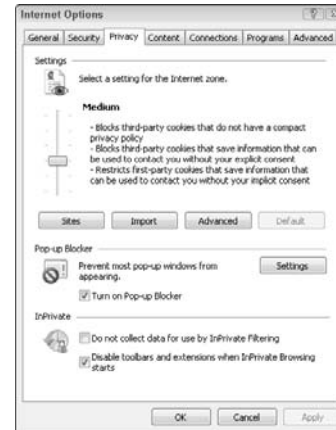 Internet Options
General Security Privacy Content Connections Programs Advanced
Settings
Select a setting for the Internet zone.
Medium
- Blocks third-party cookies that do not have a compact
privacy policy
- Blocks third-party cookies that save information that can
be used to contact you without your explicit consent
- Restricts first-party cookies that save information that
can be used to contact you without your implicit consent
Sites Import Advanced Default
Pop-up Blocker
Prevent most pop-up windows from
appearing.
Settings
Turn on Pop-up Blocker
InPrivate
Do not collect data for use by InPrivate Filtering
Disable toolbars and extensions when InPrivate Browsing
starts
OK Cancel Apply